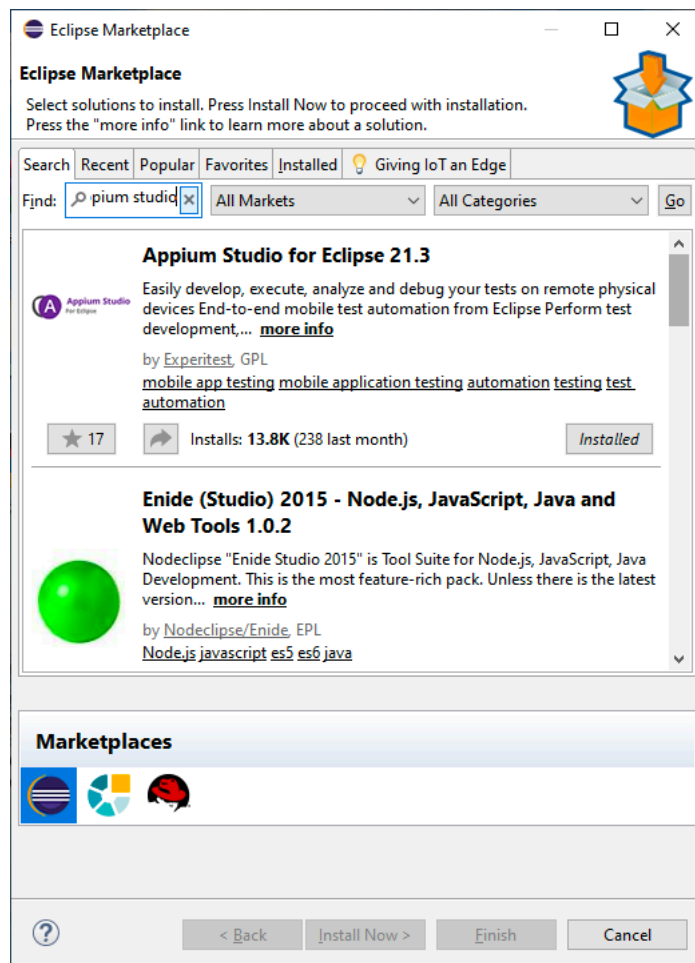 Eclipse Marketplace
Eclipse Marketplace
Select solutions to install. Press Install Now to proceed with installation.
Press the "more info" link to learn more about a solution.
Search Recent Popular Favorites Installed Giving IoT an Edge
Find: pium studio All Markets All Categories Go
Appium Studio for Eclipse 21.3
Appium Studio
For Eclipse
Easily develop, execute, analyze and debug your tests on remote physical
devices End-to-end mobile test automation from Eclipse Perform test
development,... more info
by Experitest, GPL
mobile app testing mobile application testing automation testing test
automation
17 Installs: 13.8K (238 last month) Installed
Enide (Studio) 2015 - Node.js, JavaScript, Java and
Web Tools 1.0.2
Nodeclipse "Enide Studio 2015" is Tool Suite for Node.js, JavaScript, Java
Development. This is the most feature-rich pack. Unless there is the latest
version... more info
by Nodeclipse/Enide, EPL
Node.js javascript es5 es6 java
Marketplaces
? < Back Install Now > Finish Cancel